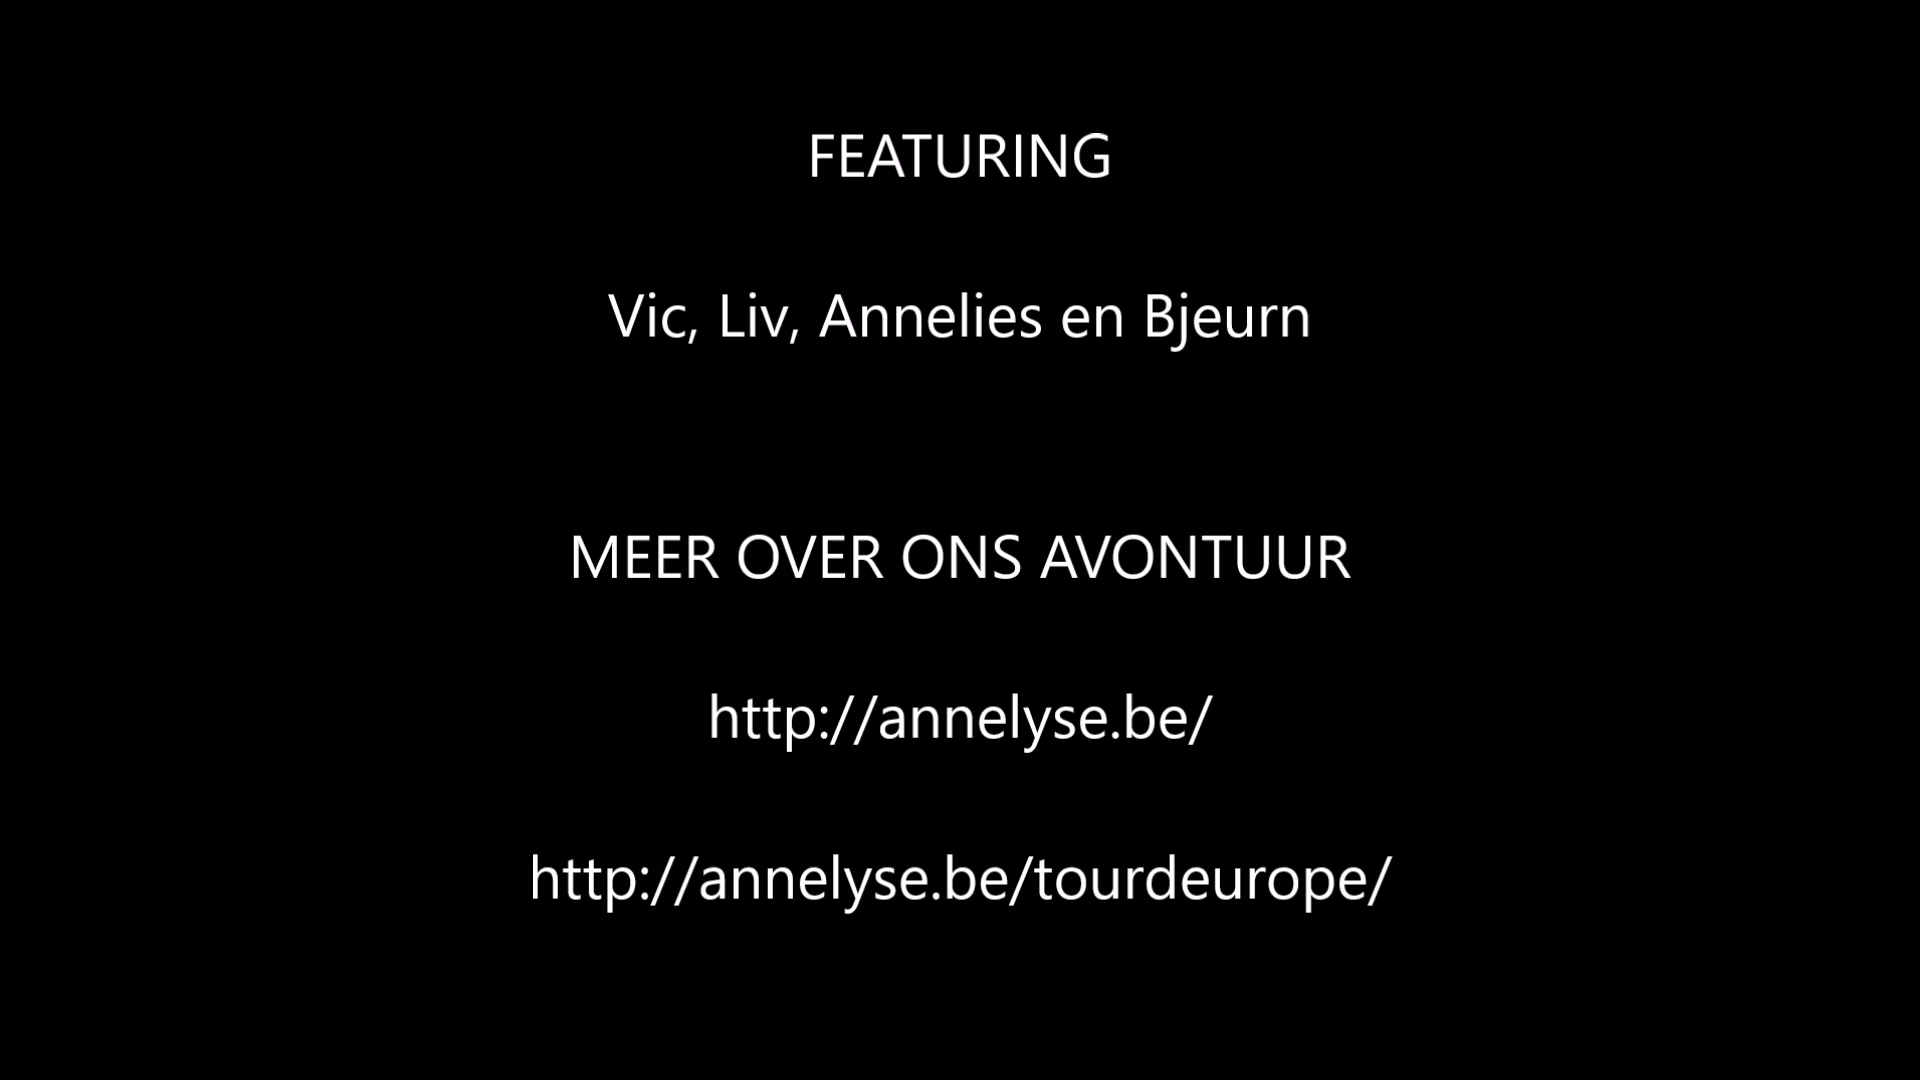 FEATURING
Vic, Liv, Annelies en Bjeurn
MEER OVER ONS AVONTUUR
http://annelyse.be/
http://annelyse.be/tourdeurope/